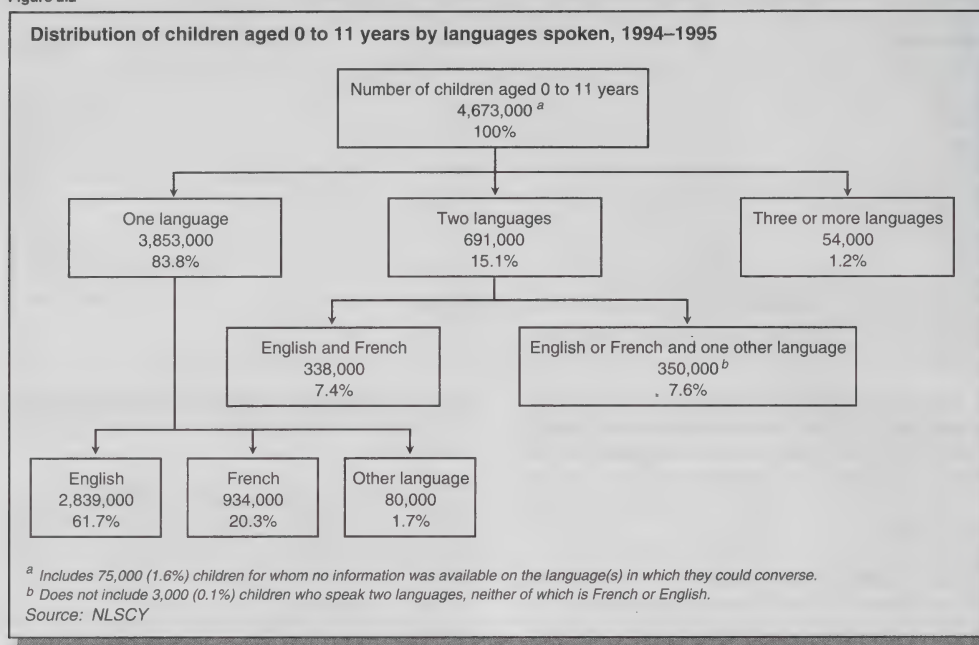 Distribution of children aged 0 to 11 years by languages spoken, 1994–1995
Number of children aged 0 to 11 years
4,673,000 a
100%
One language
3,853,000
83.8%
Two languages
691,000
15.1%
Three or more languages
54,000
1.2%
English and French
338,000
7.4%
English or French and one other language
350,000 b
7.6%
English
2,839,000
61.7%
French
934,000
20.3%
Other language
80,000
1.7%
a Includes 75,000 (1.6%) children for whom no information was available on the language(s) in which they could converse.
b Does not include 3,000 (0.1%) children who speak two languages, neither of which is French or English.
Source: NLSCY